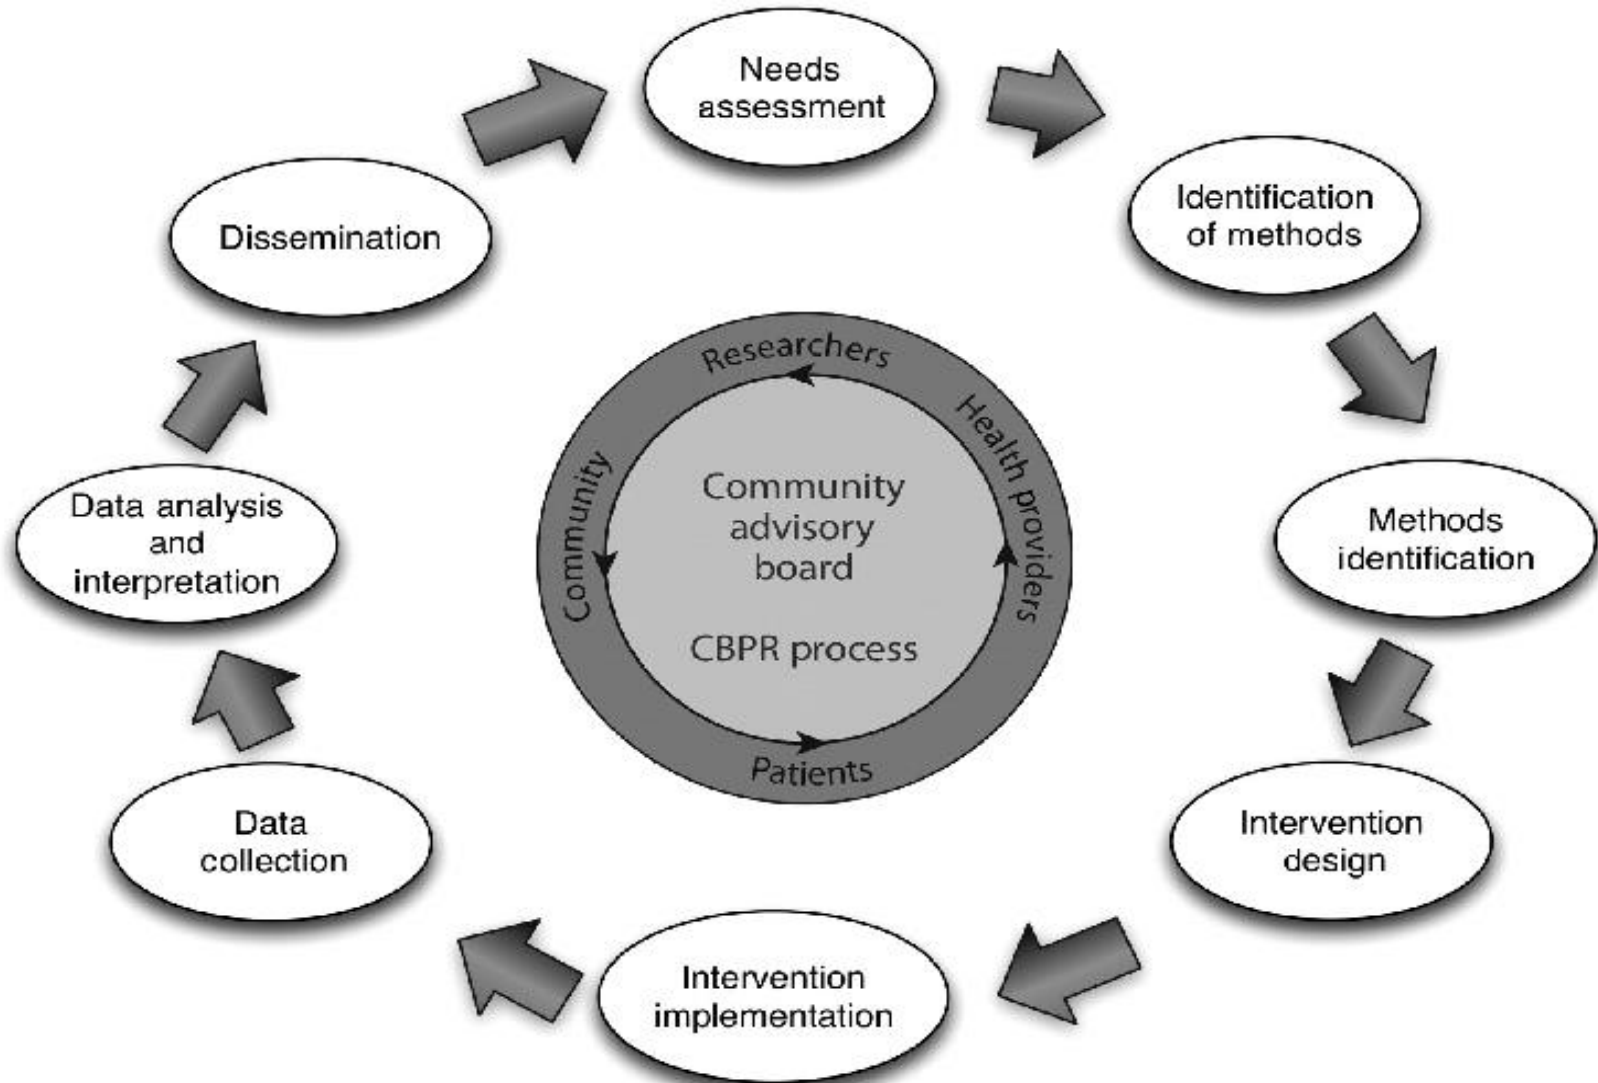 Needs
assessment
Identification
of methods
Methods
identification
Intervention
design
Intervention
implementation
Data
collection
Data analysis
and
interpretation
Dissemination
Researchers
Health providers
Patients
Community
Community
advisory
board
CBPR process